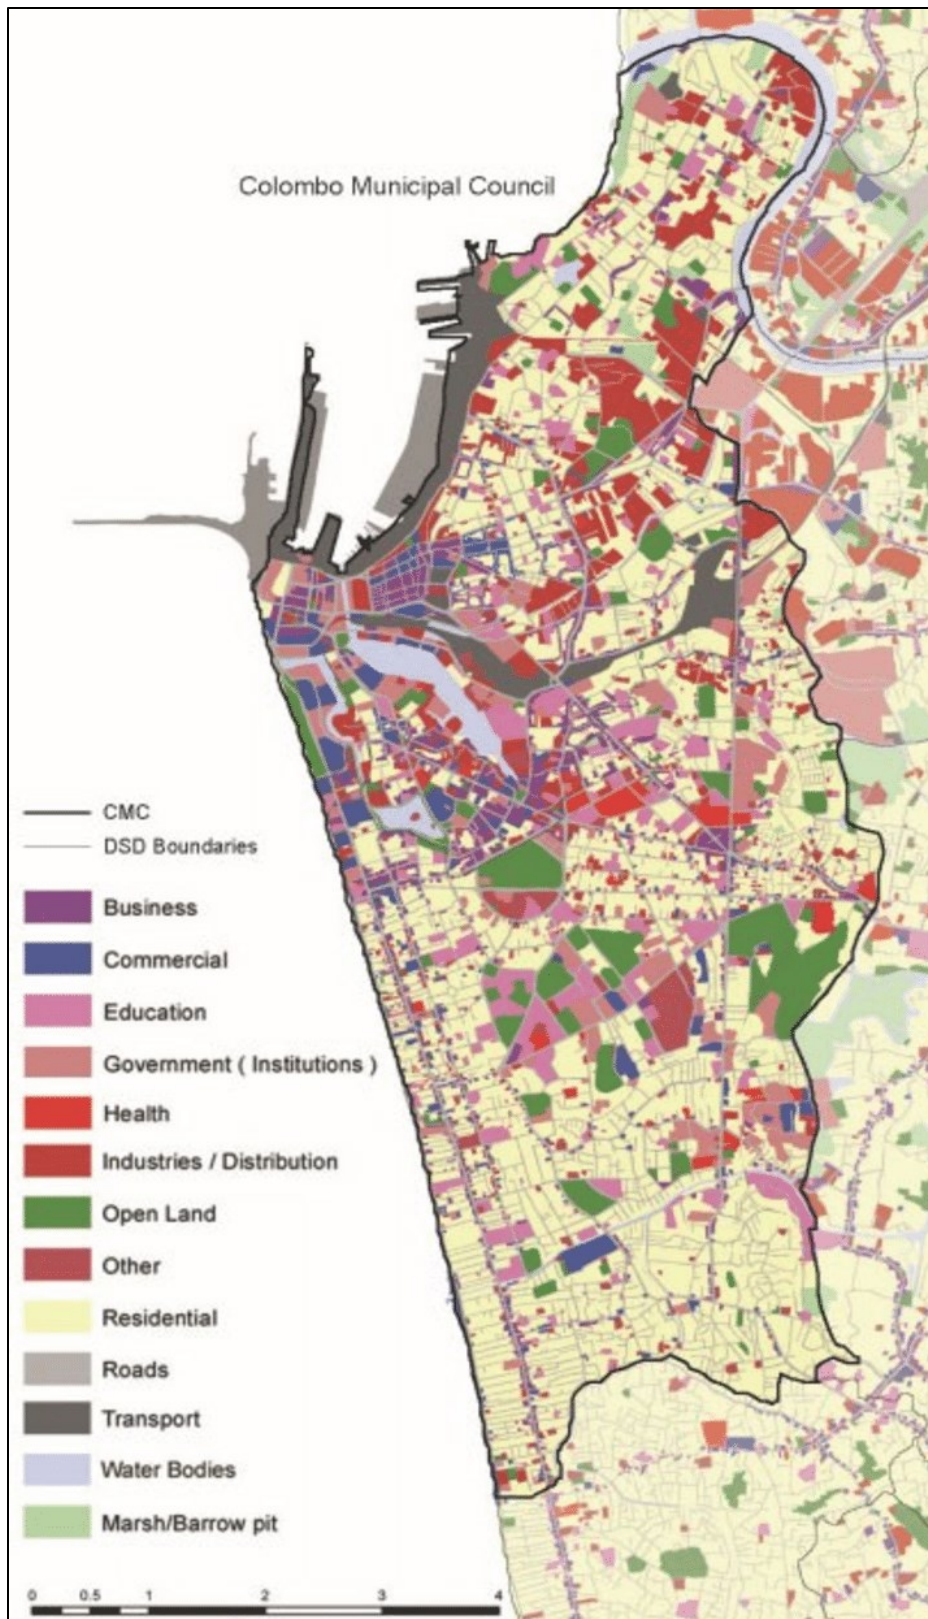 Colombo Municipal Council
CMC
DSD Boundaries
Business
Commercial
Education
Government ( Institutions )
Health
Industries / Distribution
Open Land
Other
Residential
Roads
Transport
Water Bodies
Marsh/Barrow pit
0 0.5 1 2 3 4